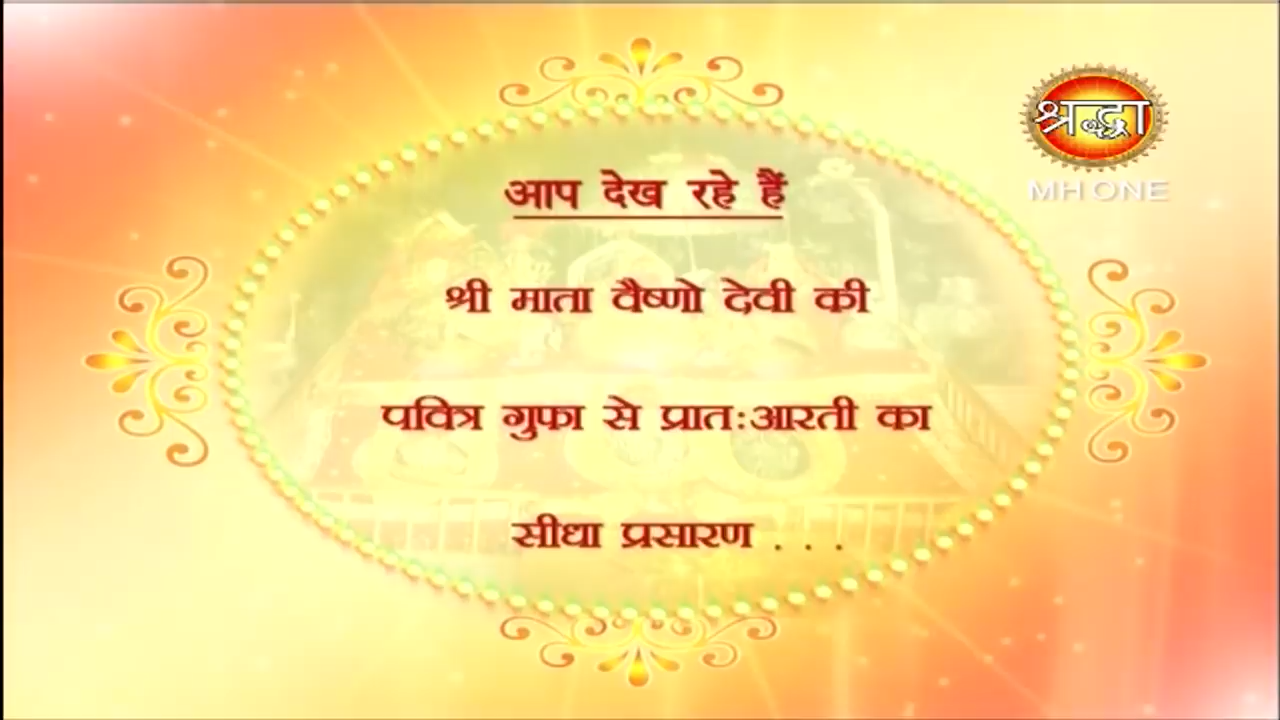 श्रद्धा
MH ONE
आप देख रहे हैं
श्री माता वैष्णो देवी की
पवित्र गुफा से प्रातःआरती का
सीधा प्रसारण . . .